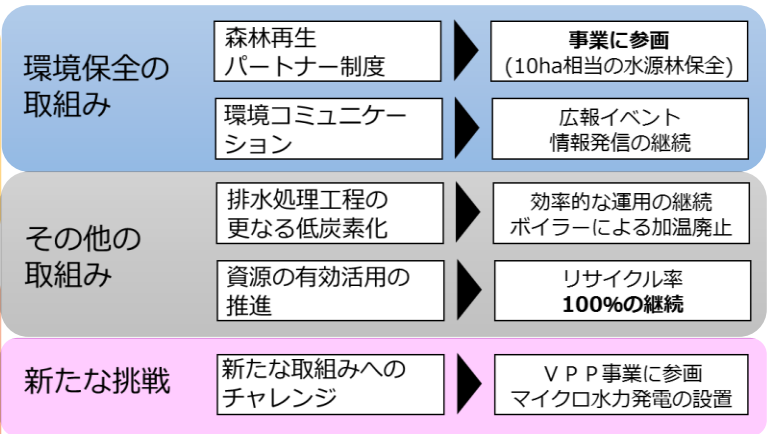 環境保全の
取組み
森林再生
パートナー制度
事業に参画
(10ha相当の水源林保全)
環境コミュニケー
ション
広報イベント
情報発信の継続
その他の
取組み
排水処理工程の
更なる低炭素化
効率的な運用の継続
ボイラーによる加温廃止
資源の有効活用の
推進
リサイクル率
100%の継続
新たな挑戦
新たな取組みへの
チャレンジ
ＶＰＰ事業に参画
マイクロ水力発電の設置